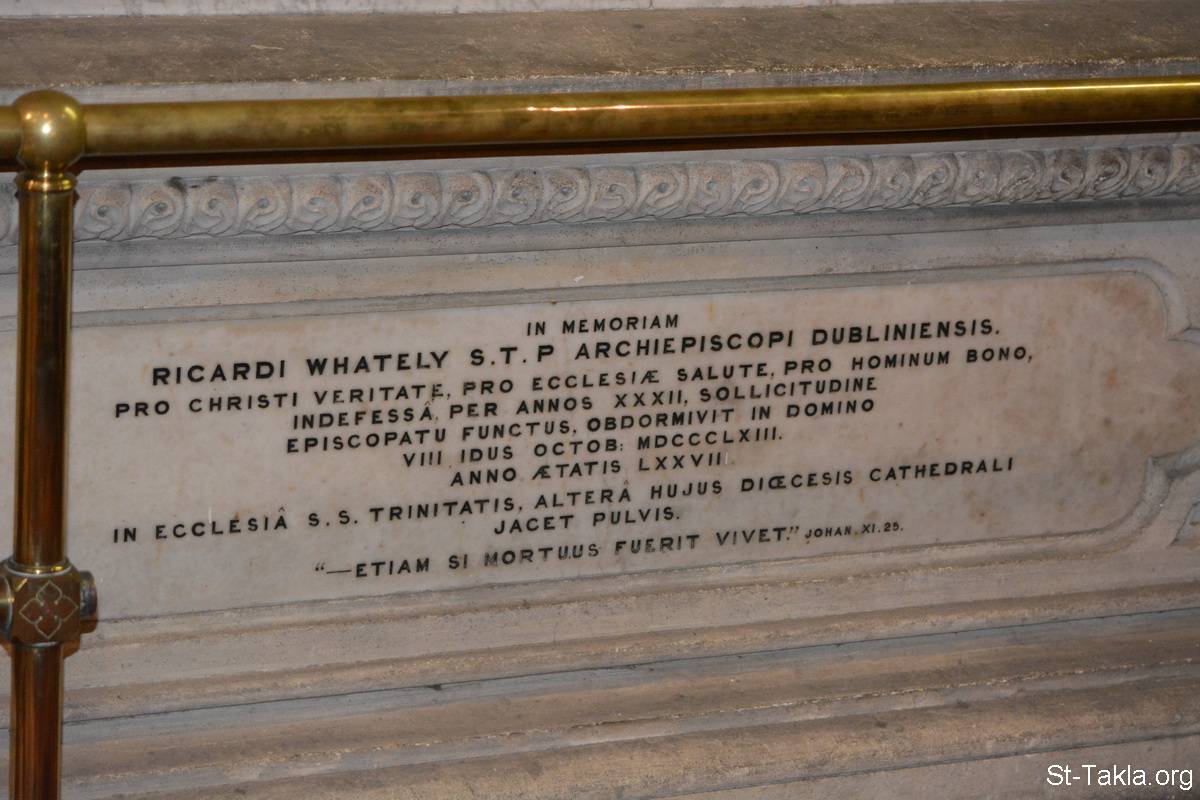 IN MEMORIAM
RICARDI WHATELY S.T.P ARCHIEPISCOPI DUBLINIENSIS.
PRO CHRISTI VERITATE, PRO ECCLESIÆ SALUTE, PRO HOMINUM BONO,
INDEFESSÂ, PER ANNOS XXXII, SOLLICITUDINE
EPISCOPATU FUNCTUS, OBDORMIVIT IN DOMINO
VIII IDUS OCTOB: MDCCCLXIII.
ANNO ÆTATIS LXXVII.
IN ECCLESIÂ S.S. TRINITATIS, ALTERÂ HUJUS DIŒCESIS CATHEDRALI
JACET PULVIS.
“—ETIAM SI MORTUUS FUERIT VIVET.” JOHAN. XI. 25.
St-Takla.org